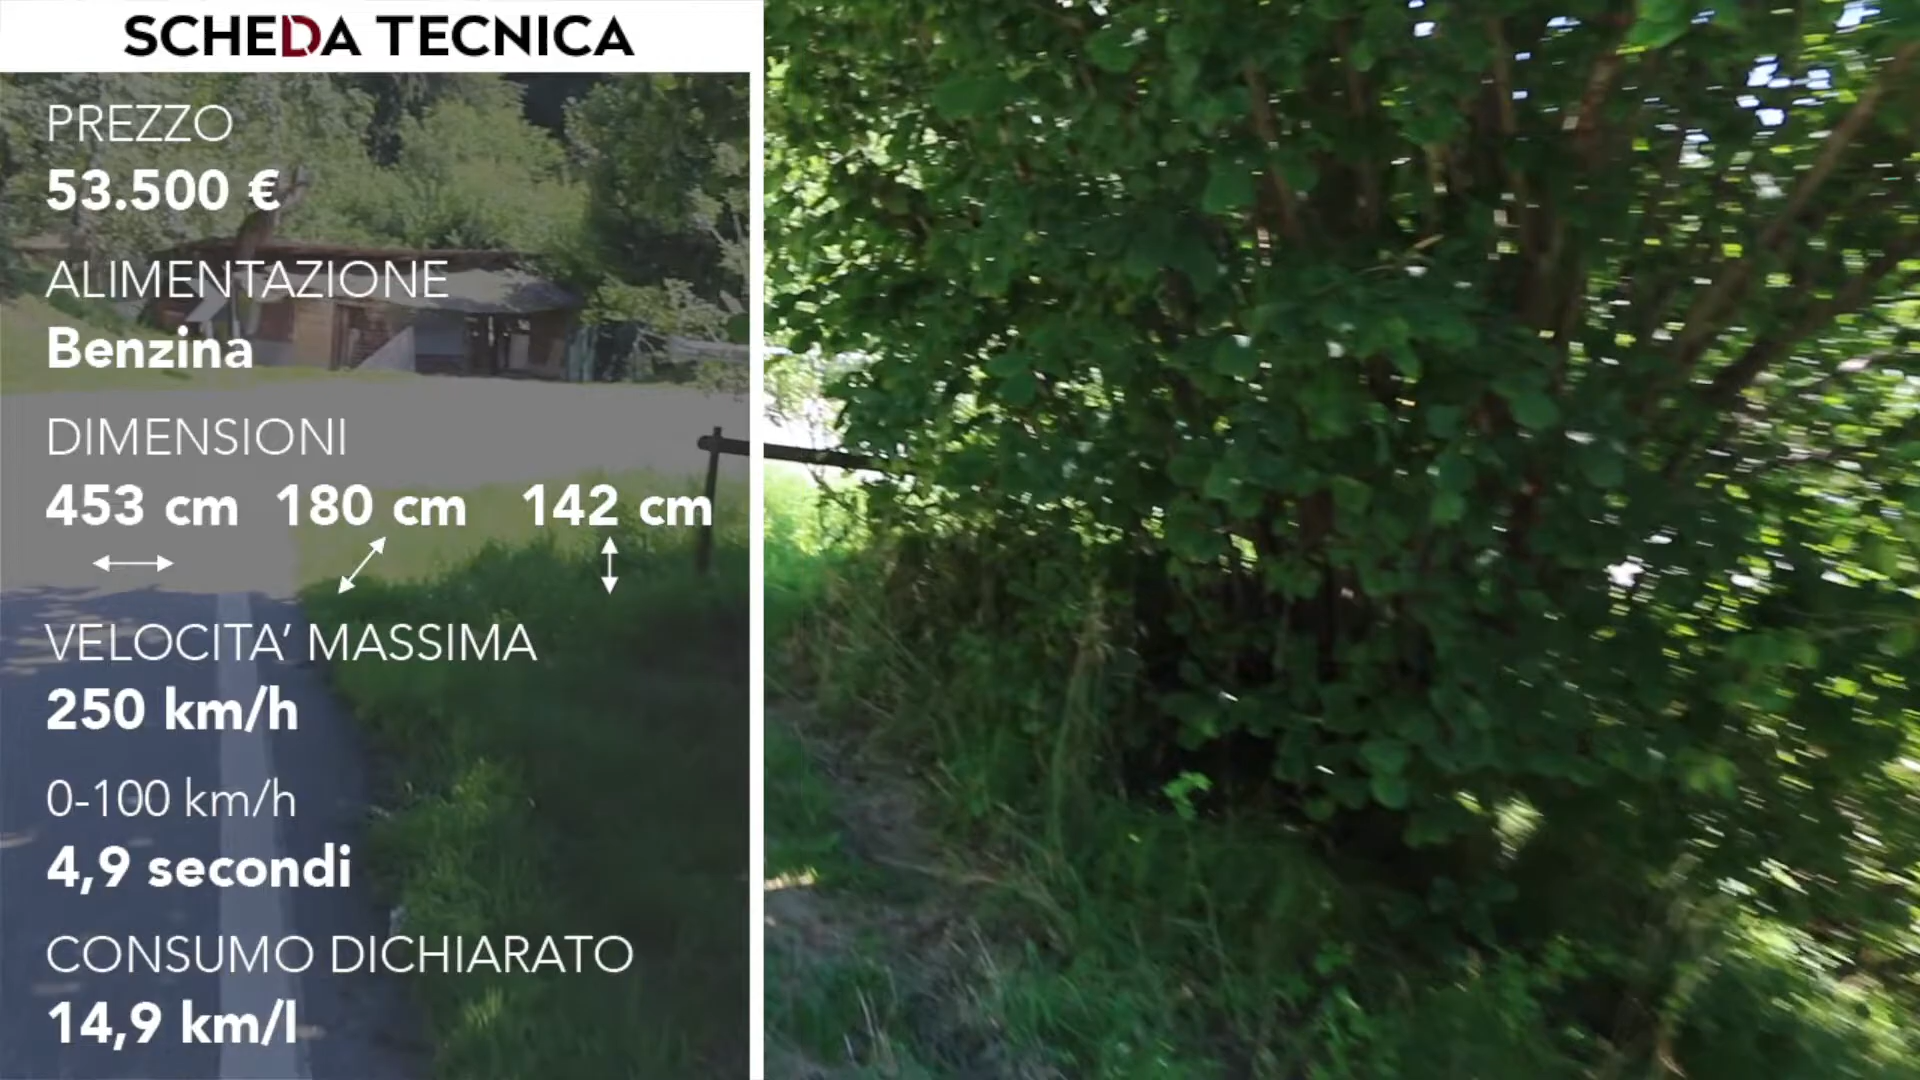 SCHEDA TECNICA
PREZZO
53.500 €
ALIMENTAZIONE
Benzina
DIMENSIONI
453 cm 180 cm 142 cm
VELOCITA’ MASSIMA
250 km/h
0-100 km/h
4,9 secondi
CONSUMO DICHIARATO
14,9 km/l